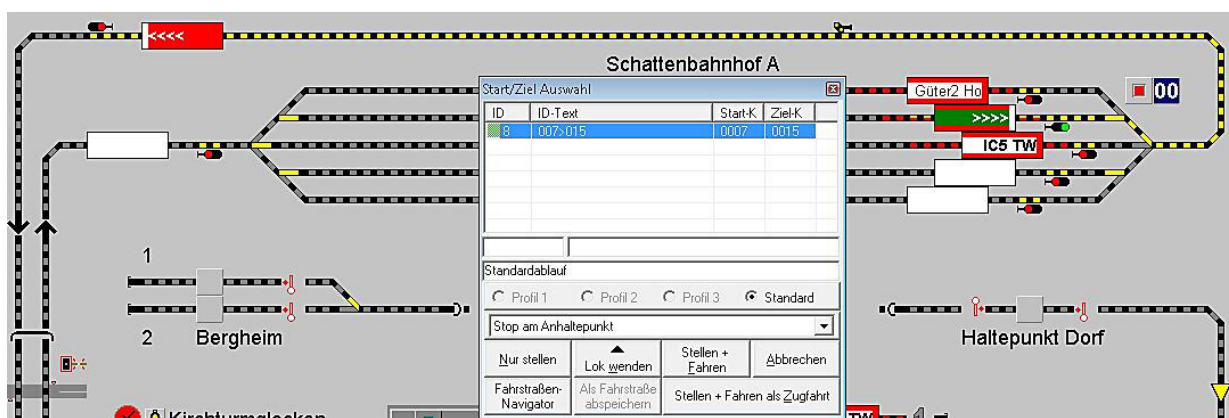 <<<<
Schattenbahnhof A
Start/Ziel Auswahl
ID ID-Text Start-K Ziel-K
8 007>015 0007 0015
Güter2 Ho
00
>>>>
IC5 TW
Standardablauf
Profil 1 Profil 2 Profil 3 Standard
Stop am Anhaltepunkt
Nur stellen
Lok wenden
Stellen +
Fahren
Abbrechen
Fahrstraßen-
Navigator
Als Fahrstraße
abspeichern
Stellen + Fahren als Zugfahrt
1
2 Bergheim
Haltepunkt Dorf
Kirchturmglocken
TW